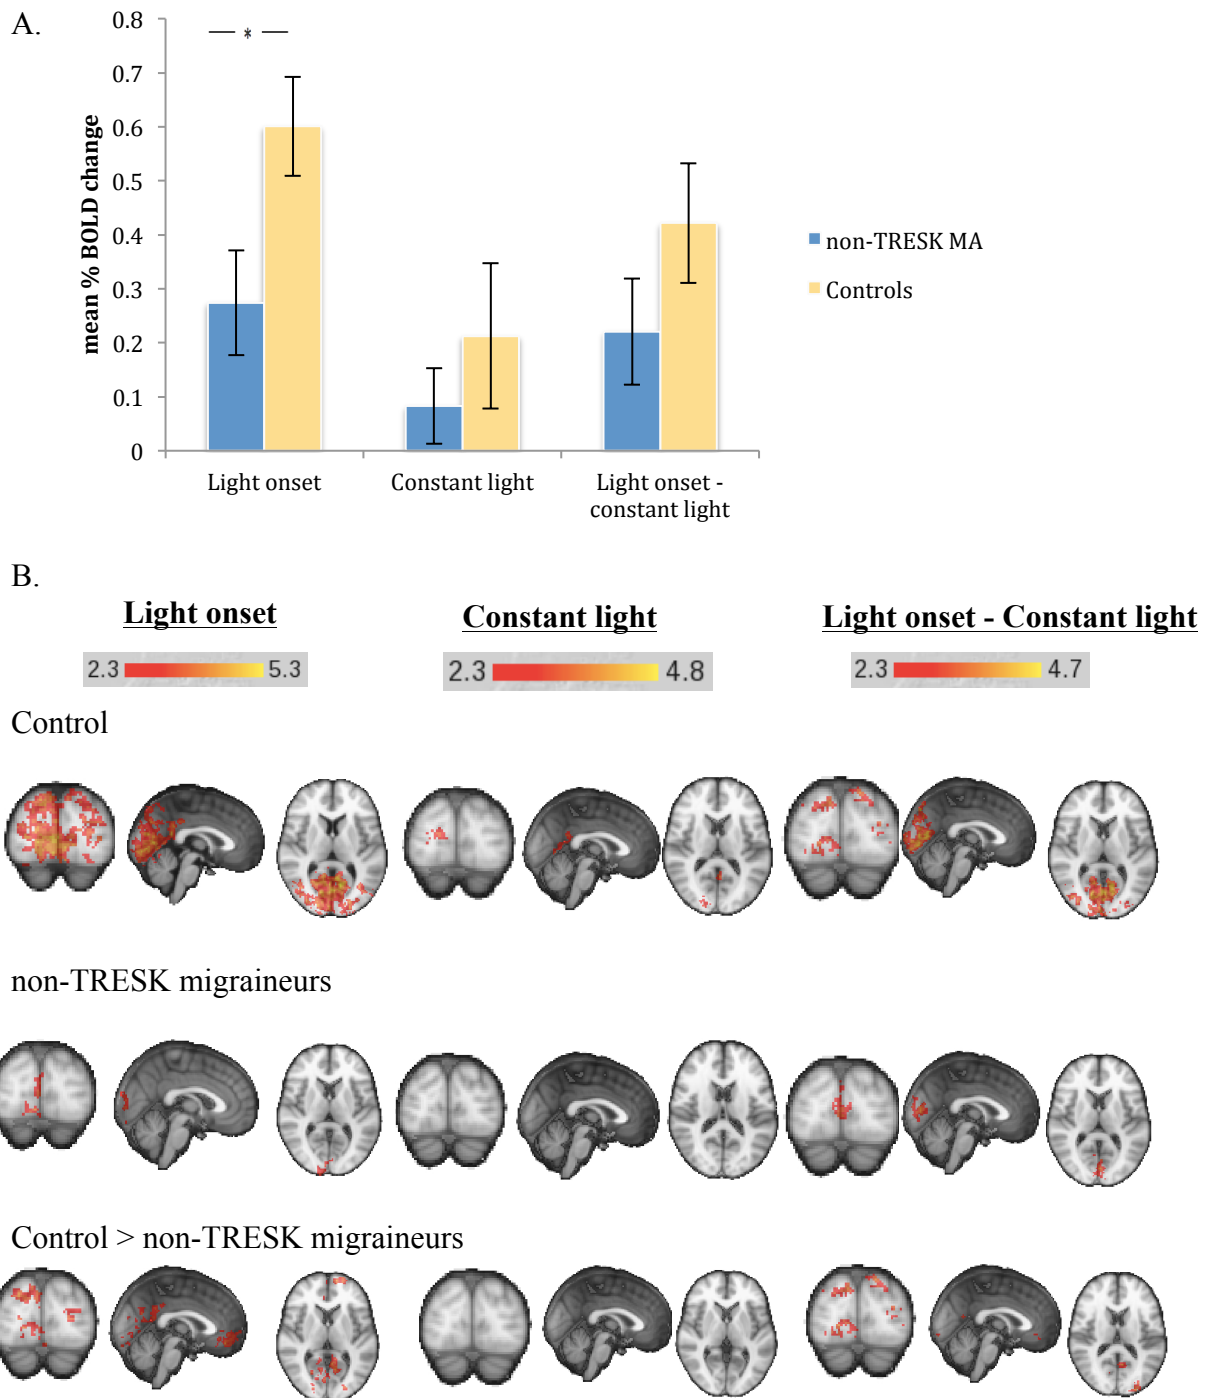 A.
0.8
0.7
0.6
0.5
0.4
0.3
0.2
0.1
0
mean % BOLD change
*
Light onset
Constant light
Light onset -
constant light
non-TRESK MA
Controls
B.
Light onset
Constant light
Light onset - Constant light
2.3 5.3
2.3 4.8
2.3 4.7
Control
non-TRESK migraineurs
Control > non-TRESK migraineurs